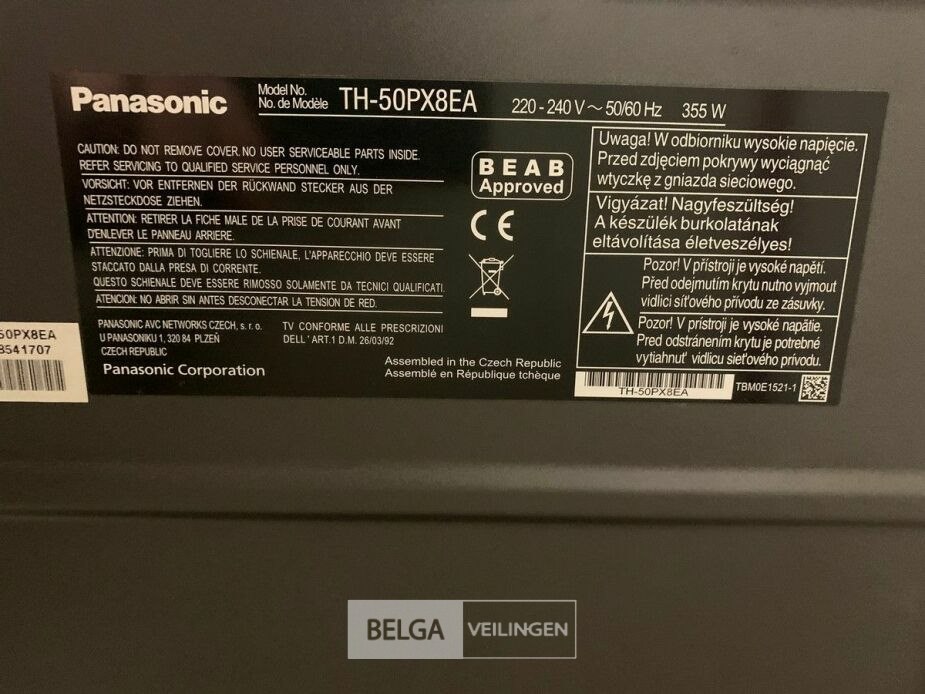 Panasonic
Model No.
No. de Modèle
TH-50PX8EA
220 - 240 V ~ 50/60 Hz 355 W
CAUTION: DO NOT REMOVE COVER. NO USER SERVICEABLE PARTS INSIDE.
REFER SERVICING TO QUALIFIED SERVICE PERSONNEL ONLY.
VORSICHT: VOR ENTFERNEN DER RÜCKWAND STECKER AUS DER
NETZSTECKDOSE ZIEHEN.
ATTENTION: RETIRER LA FICHE MALE DE LA PRISE DE COURANT AVANT
D'ENLEVER LE PANNEAU ARRIERE.
ATTENZIONE: PRIMA DI TOGLIERE LO SCHIENALE, L'APPARECCHIO DEVE ESSERE
STACCATO DALLA PRESA DI CORRENTE.
QUESTO SCHIENALE DEVE ESSERE RIMOSSO SOLAMENTE DA TECNICI QUALIFICATI.
ATENCION: NO ABRIR SIN ANTES DESCONECTAR LA TENSION DE RED.
PANASONIC AVC NETWORKS CZECH, s. r. o.
U PANASONIKU 1, 320 84 PLZEŇ
CZECH REPUBLIC
TV CONFORME ALLE PRESCRIZIONI
DELL' ART.1 D.M. 26/03/92
Panasonic Corporation
Assembled in the Czech Republic
Assemblé en République tchèque
BEAB
Approved
CE
Uwaga! W odbiorniku wysokie napięcie.
Przed zdjęciem pokrywy wyciągnąć
wtyczkę z gniazda sieciowego.
Vigyázat! Nagyfeszültség!
A készülék burkolatának
eltávolítása életveszélyes!
Pozor! V přístroji je vysoké napětí.
Před odejmutím krytu nutno vyjmout
vidlici síťového přívodu ze zásuvky.
Pozor! V prístroji je vysoké napätie.
Pred odstránením krytu je potrebné
vytiahnuť vidlicu sieťového prívodu.
TH-50PX8EA
TBM0E1521-1
50PX8EA
8541707
BELGA VEILINGEN